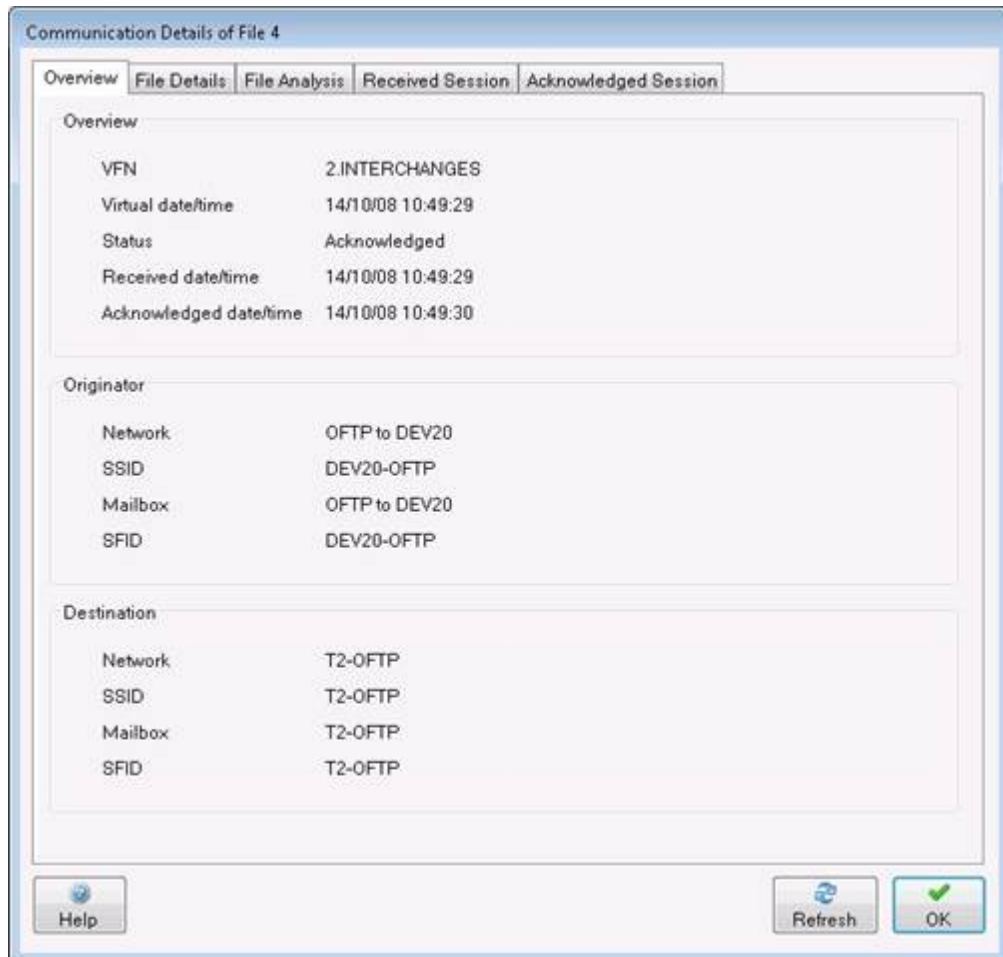 Communication Details of File 4
Overview File Details File Analysis Received Session Acknowledged Session
Overview
VFN 2.INTERCHANGES
Virtual date/time 14/10/08 10:49:29
Status Acknowledged
Received date/time 14/10/08 10:49:29
Acknowledged date/time 14/10/08 10:49:30
Originator
Network OFTP to DEV20
SSID DEV20-OFTP
Mailbox OFTP to DEV20
SFID DEV20-OFTP
Destination
Network T2-OFTP
SSID T2-OFTP
Mailbox T2-OFTP
SFID T2-OFTP
Help Refresh OK